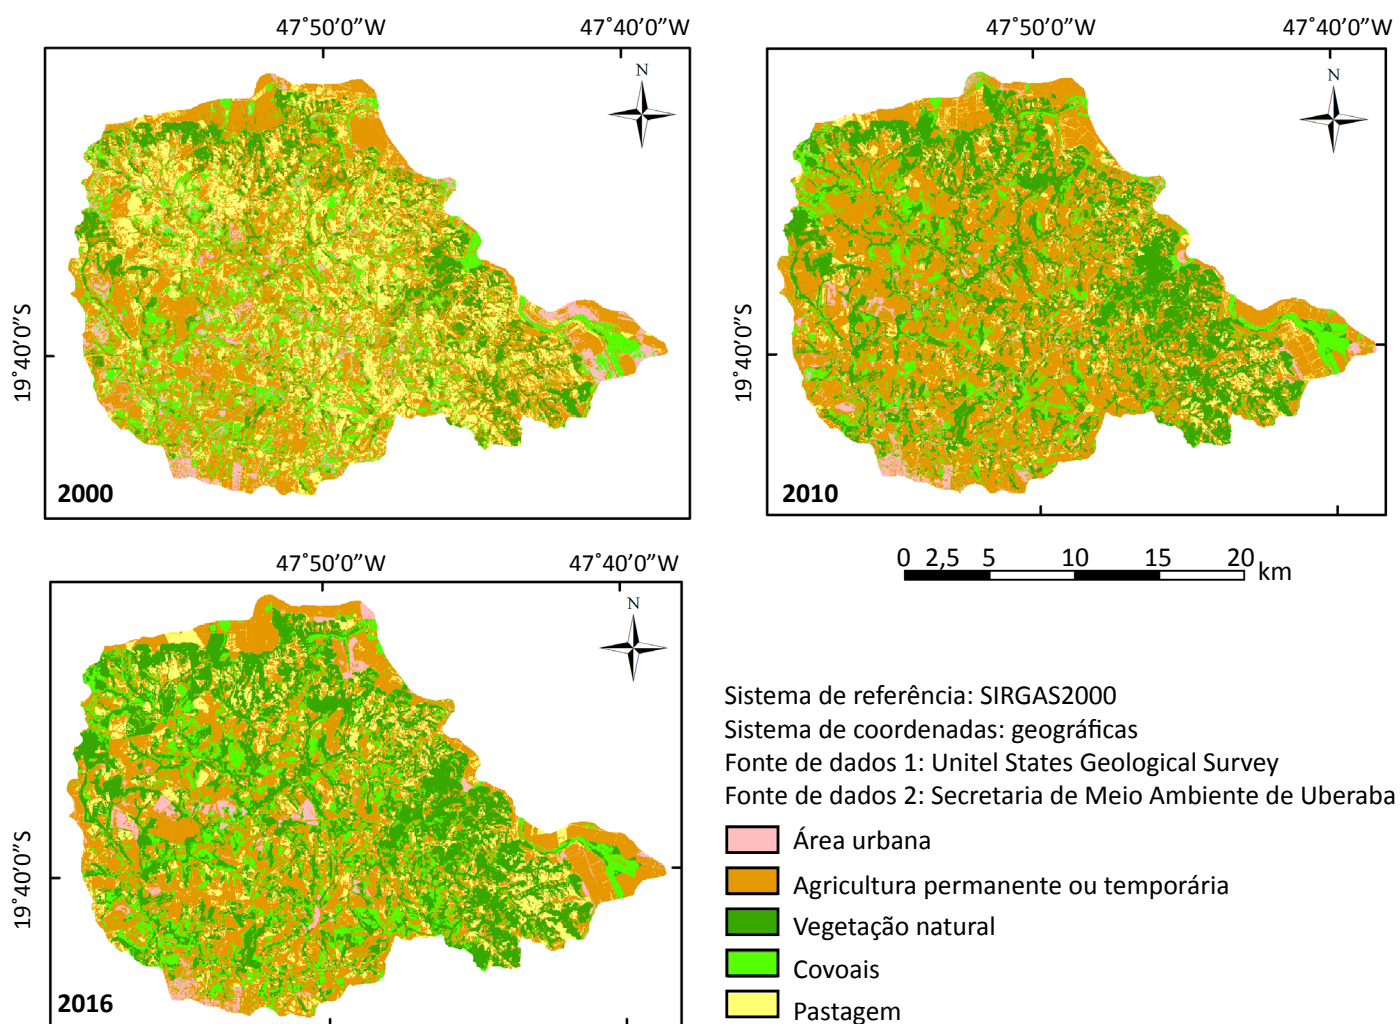 47°50′0″W 47°40′0″W
47°50′0″W 47°40′0″W
N
N
19°40′0″S
19°40′0″S
2000
2010
47°50′0″W 47°40′0″W
0 2,5 5 10 15 20 km
N
19°40′0″S
2016
Sistema de referência: SIRGAS2000
Sistema de coordenadas: geográficas
Fonte de dados 1: Unitel States Geological Survey
Fonte de dados 2: Secretaria de Meio Ambiente de Uberaba
Área urbana
Agricultura permanente ou temporária
Vegetação natural
Covoais
Pastagem